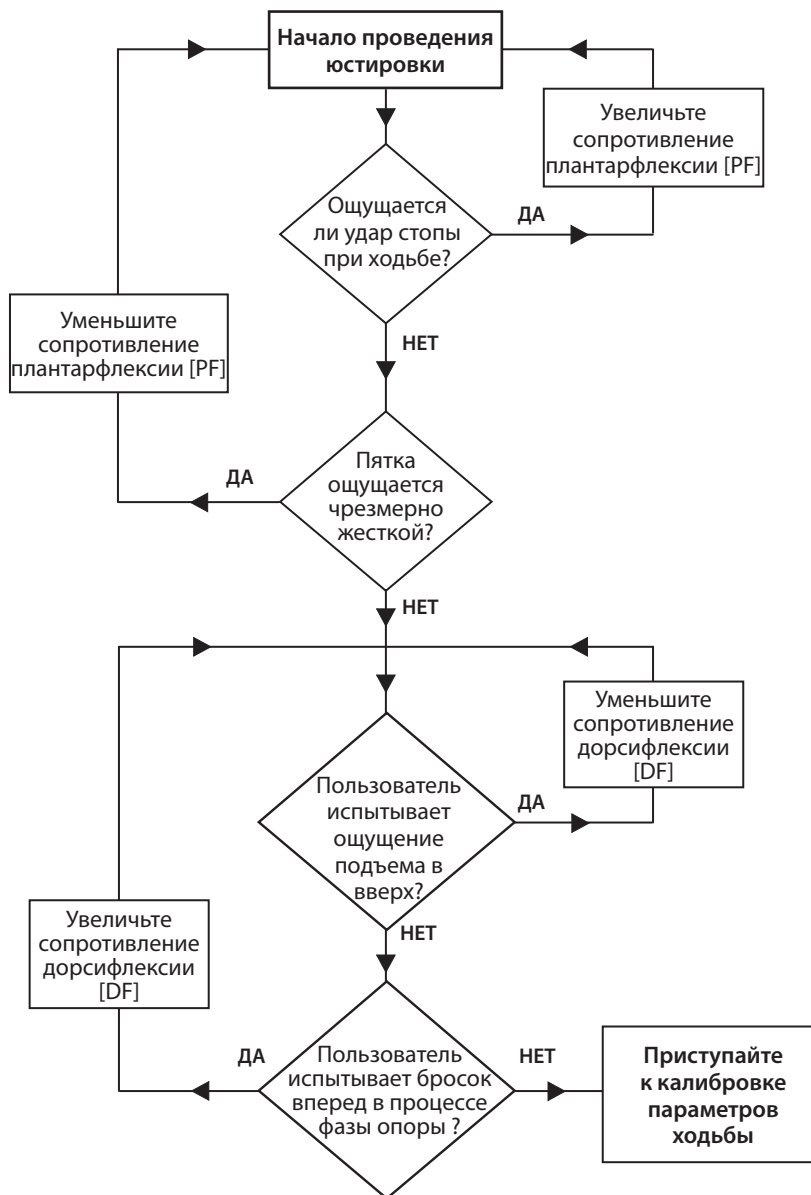 Начало проведения
юстировки
Увеличьте
сопротивление
плантарфлексии [PF]
Ощущается
ли удар стопы
при ходьбе?
ДА
НЕТ
Уменьшите
сопротивление
плантарфлексии [PF]
Пятка
ощущается
чрезмерно
жесткой?
ДА
НЕТ
Уменьшите
сопротивление
дорсифлексии
[DF]
Пользователь
испытывает
ощущение
подъема в
вверх?
ДА
НЕТ
Увеличьте
сопротивление
дорсифлексии
[DF]
Пользователь
испытывает бросок
вперед в процессе
фазы опоры ?
ДА
НЕТ
Приступайте
к калибровке
параметров
ходьбы